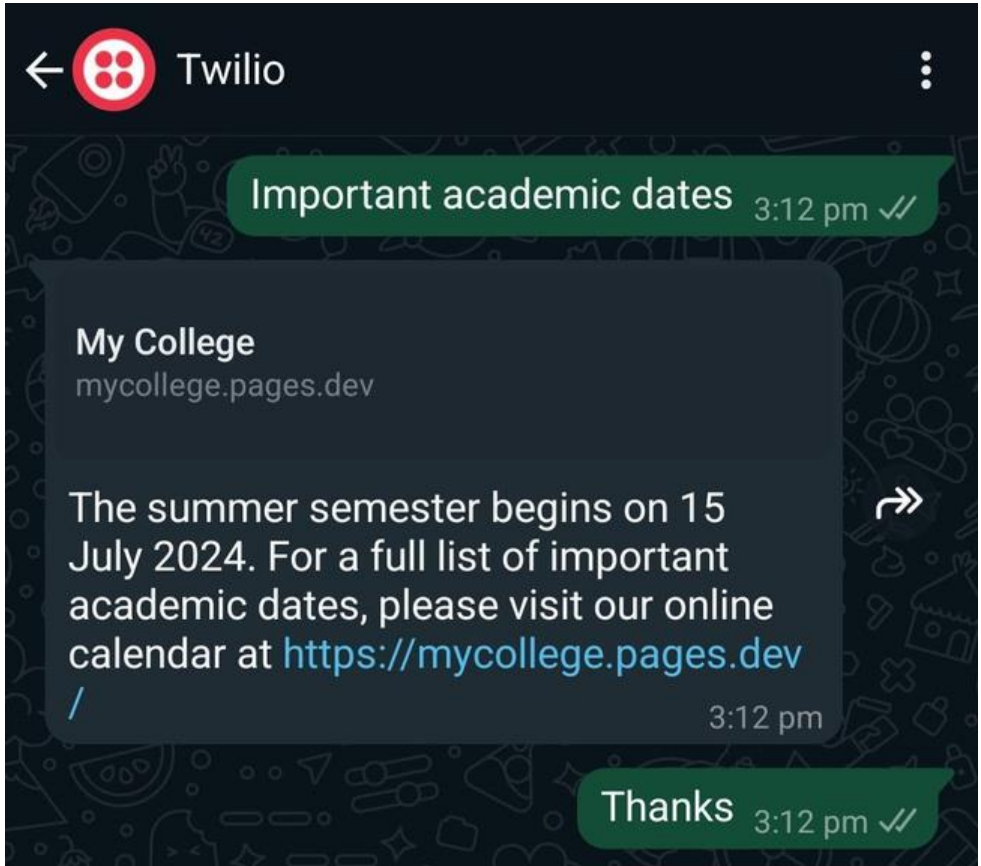 Twilio
Important academic dates 3:12 pm
My College
mycollege.pages.dev
The summer semester begins on 15
July 2024. For a full list of important
academic dates, please visit our online
calendar at https://mycollege.pages.dev
/
3:12 pm
Thanks 3:12 pm